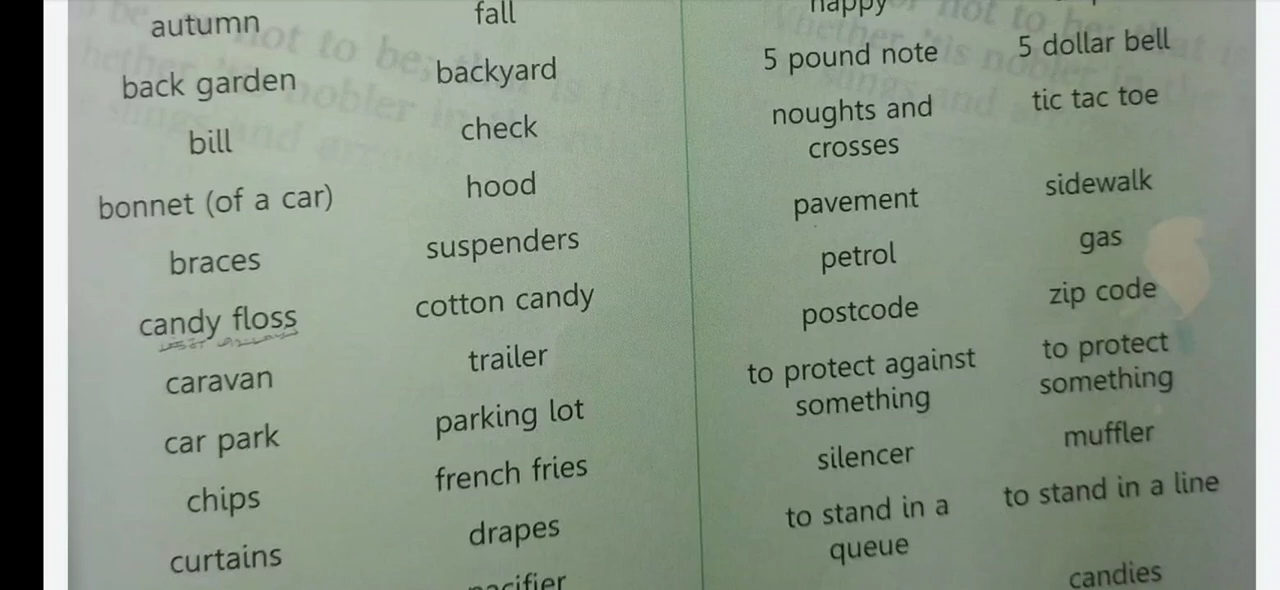 autumn fall
back garden backyard
bill check
bonnet (of a car) hood
braces suspenders
candy floss cotton candy
caravan trailer
car park parking lot
chips french fries
curtains drapes
pacifier
happy
5 pound note 5 dollar bell
noughts and tic tac toe
crosses
pavement sidewalk
petrol gas
postcode zip code
to protect against to protect
something something
silencer muffler
to stand in a to stand in a line
queue
candies